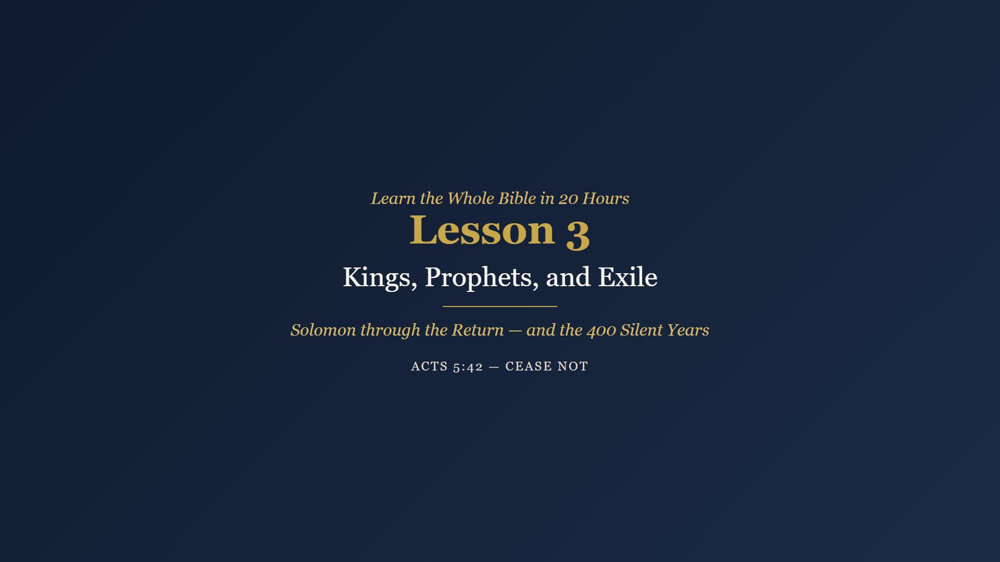 Learn the Whole Bible in 20 Hours
Lesson 3
Kings, Prophets, and Exile
Solomon through the Return — and the 400 Silent Years
ACTS 5:42 — CEASE NOT